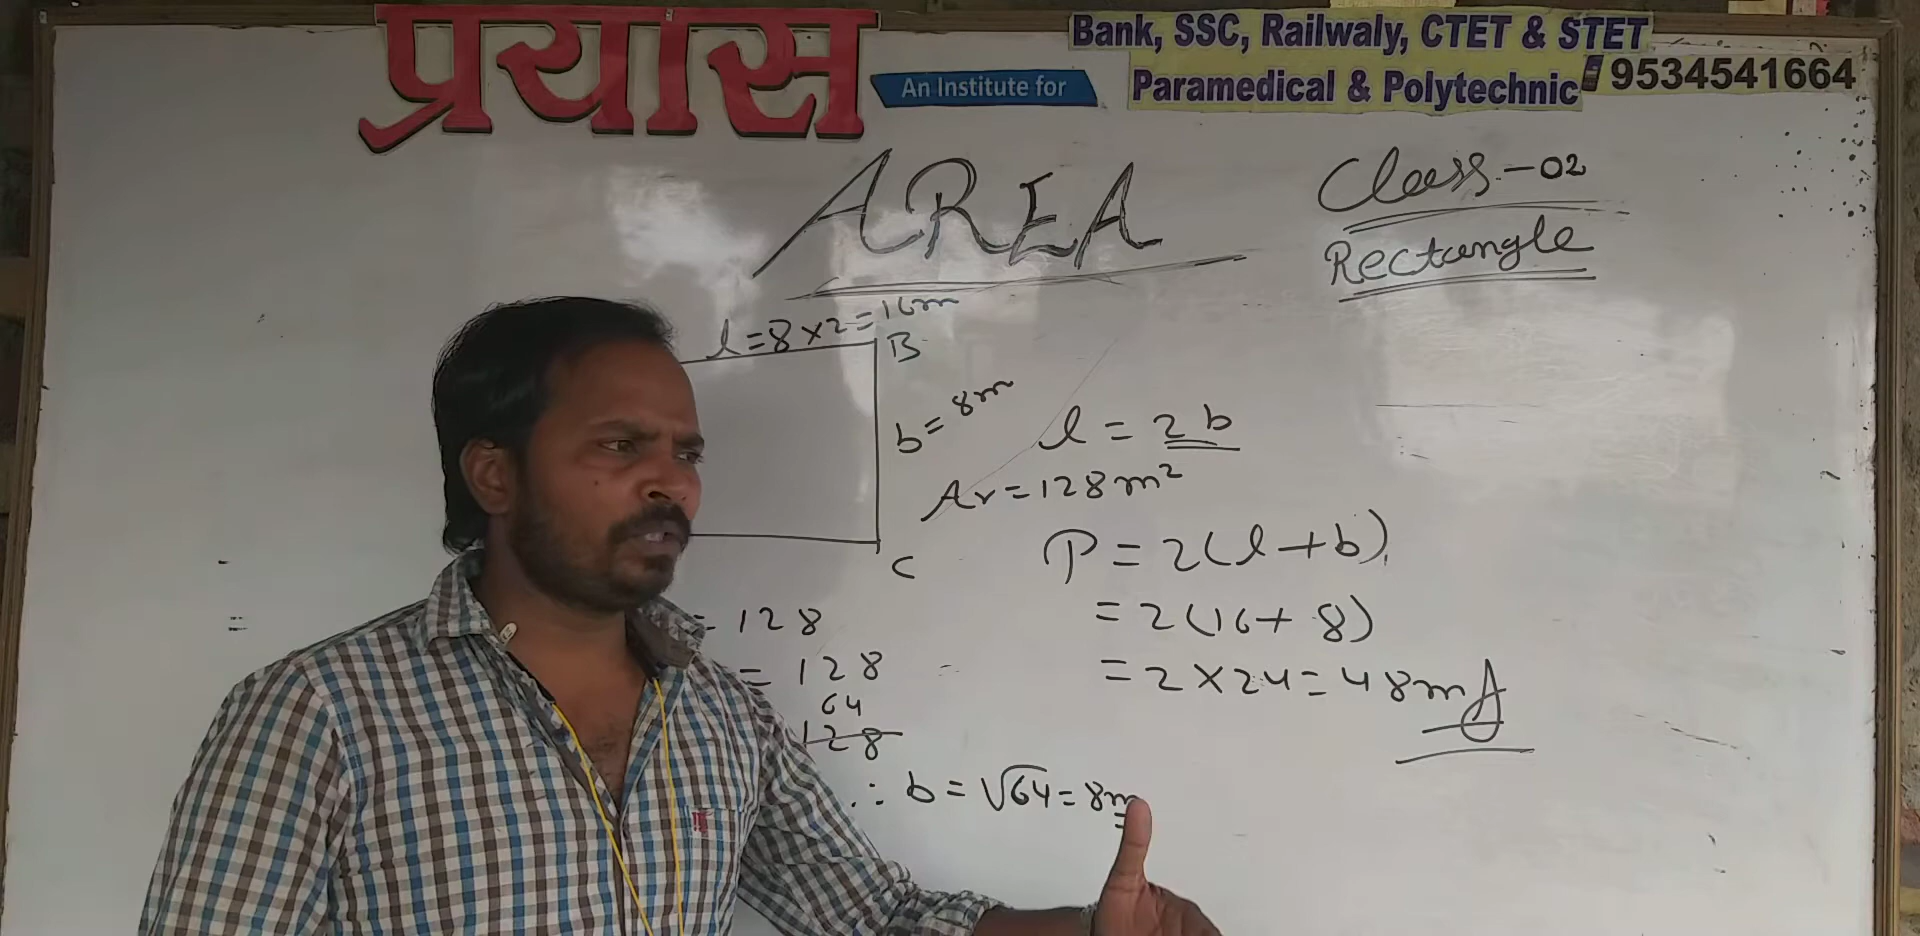 प्रयास
An Institute for
Bank, SSC, Railwaly, CTET & STET
Paramedical & Polytechnic 9534541664
AREA
Class-02
Rectangle
l = 8 × 2 = 16m
B
b = 8m
l = 2b
Ar = 128m²
C
P = 2(l + b)
= 2(16 + 8)
= 2 × 24 = 48m
= 128
= 128
64
128
∴ b = √64 = 8m